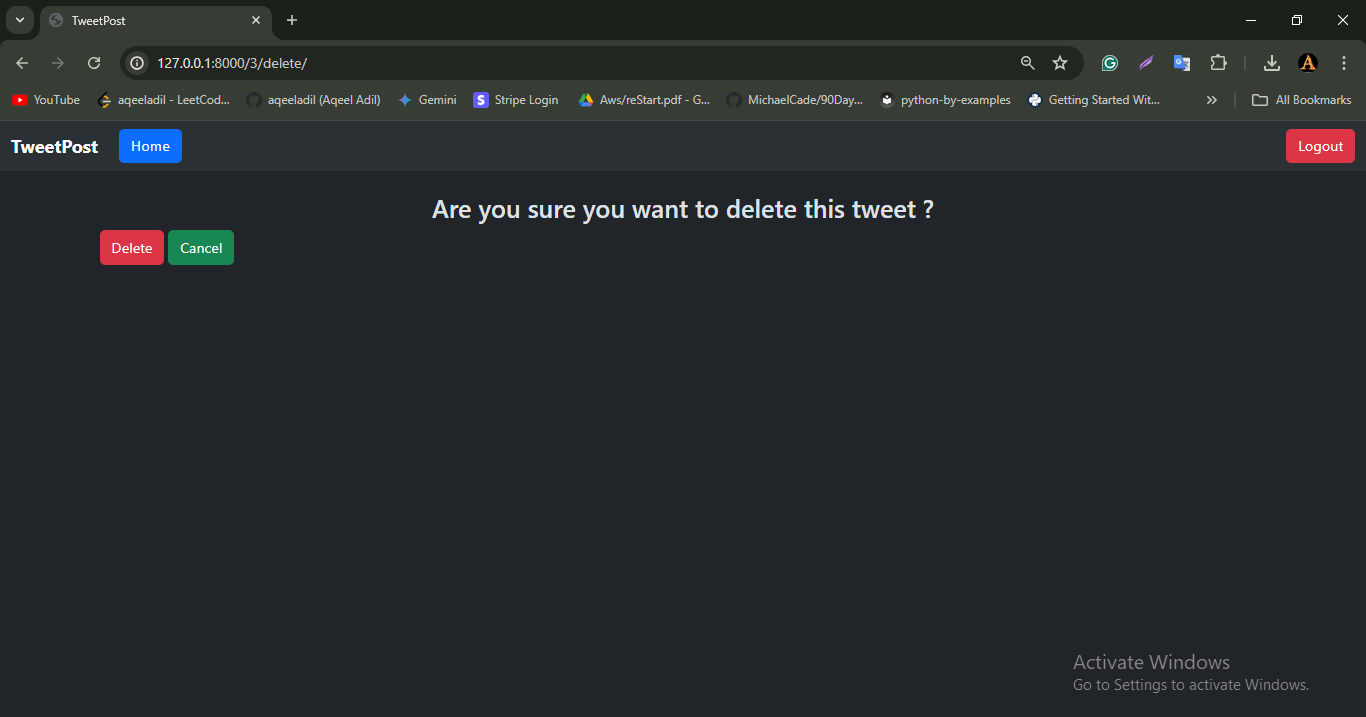 TweetPost
127.0.0.1:8000/3/delete/
YouTube
aqeeladil - LeetCod...
aqeeladil (Aqeel Adil)
Gemini
S Stripe Login
Aws/reStart.pdf - G...
MichaelCade/90Day...
python-by-examples
Getting Started Wit...
All Bookmarks
TweetPost
Home
Logout
Are you sure you want to delete this tweet ?
Delete
Cancel
Activate Windows
Go to Settings to activate Windows.